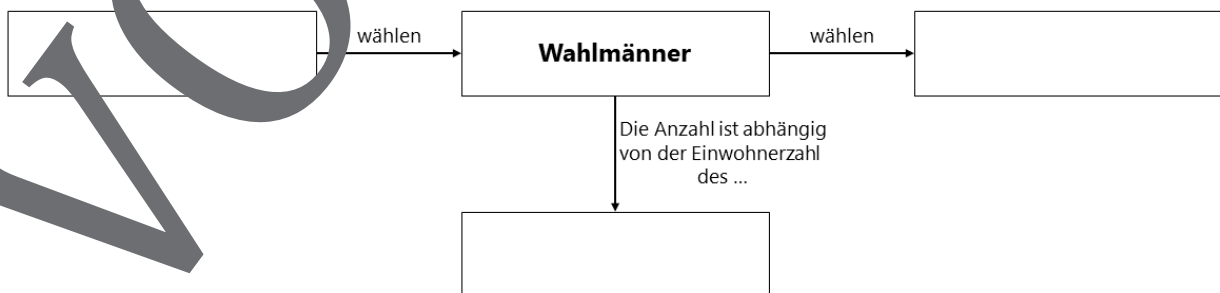 wählen
Wahlmänner
wählen
Die Anzahl ist abhängig
von der Einwohnerzahl
des ...